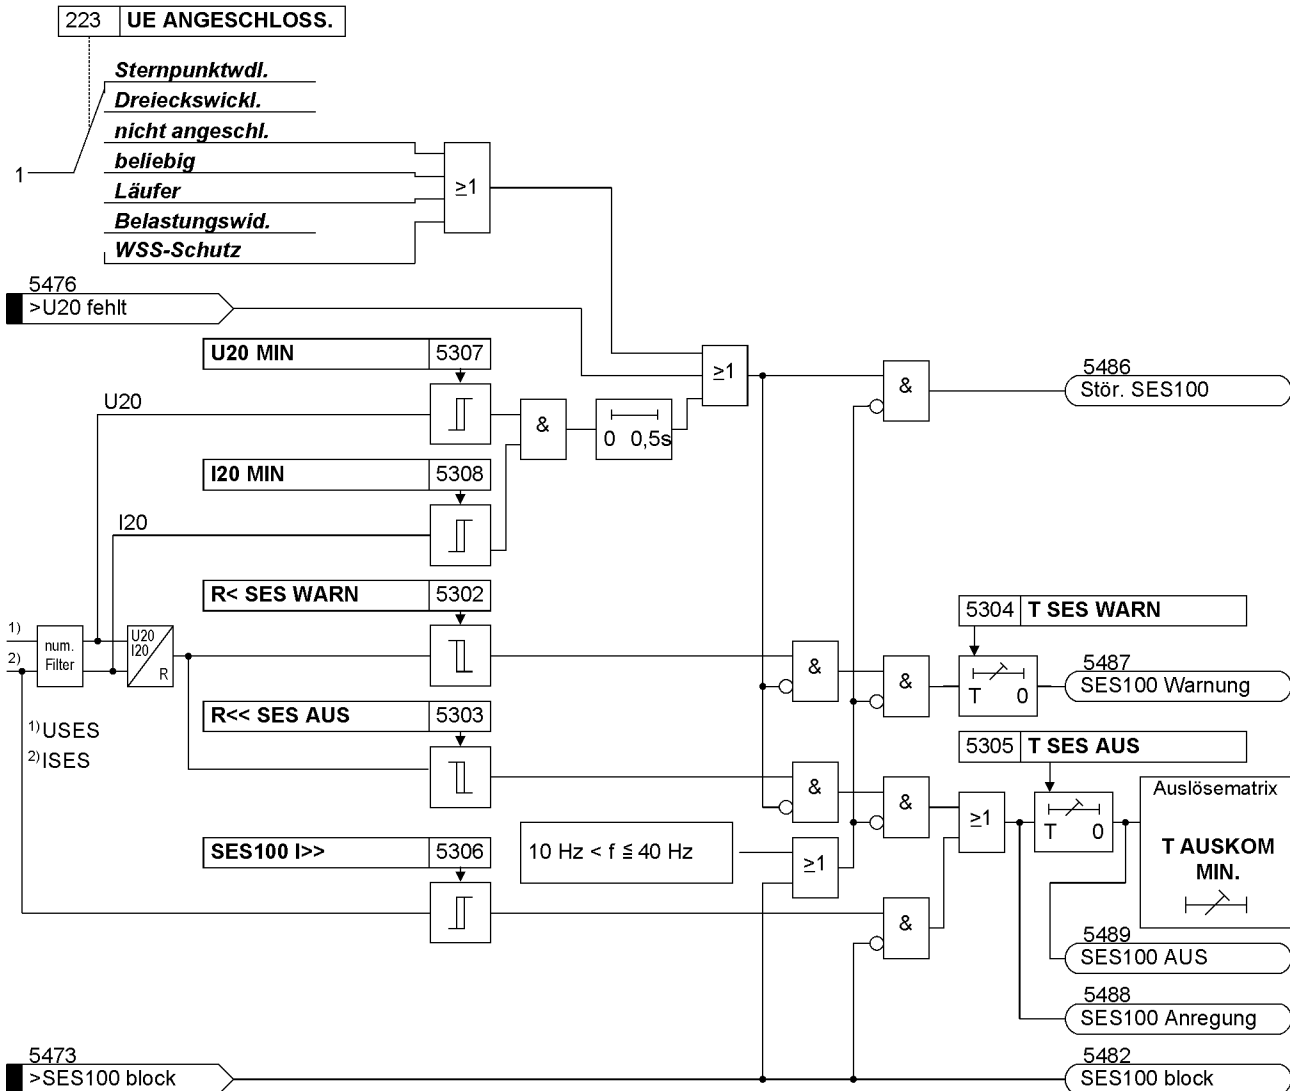 223 UE ANGESCHLOSS.
Sternpunktwdl.
Dreieckswickl.
nicht angeschl.
beliebig
Läufer
Belastungswid.
WSS-Schutz
1
≥1
5476
>U20 fehlt
U20 MIN 5307
U20
&
0 0,5s
≥1
&
5486
Stör. SES100
I20 MIN 5308
I20
R< SES WARN 5302
1)
2)
num.
Filter
U20
I20
R
&
&
5304 T SES WARN
T 0
5487
SES100 Warnung
1)USES
2)ISES
R<< SES AUS 5303
&
&
≥1
5305 T SES AUS
T 0
Auslösematrix
T AUSKOM
MIN.
SES100 I>> 5306
10 Hz < f ≦ 40 Hz
≥1
&
5489
SES100 AUS
5488
SES100 Anregung
5473
>SES100 block
5482
SES100 block